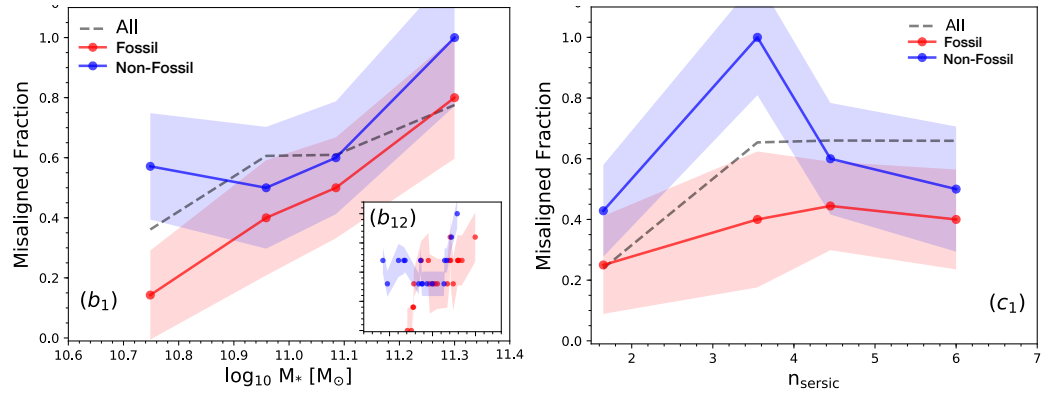 All
Fossil
Non-Fossil
Misaligned Fraction
1.0
0.8
0.6
0.4
0.2
0.0
(b₁)
(b₁₂)
10.6 10.7 10.8 10.9 11.0 11.1 11.2 11.3 11.4
log₁₀ M* [M⊙]
All
Fossil
Non-Fossil
Misaligned Fraction
1.0
0.8
0.6
0.4
0.2
0.0
(c₁)
2 3 4 5 6 7
n_sersic